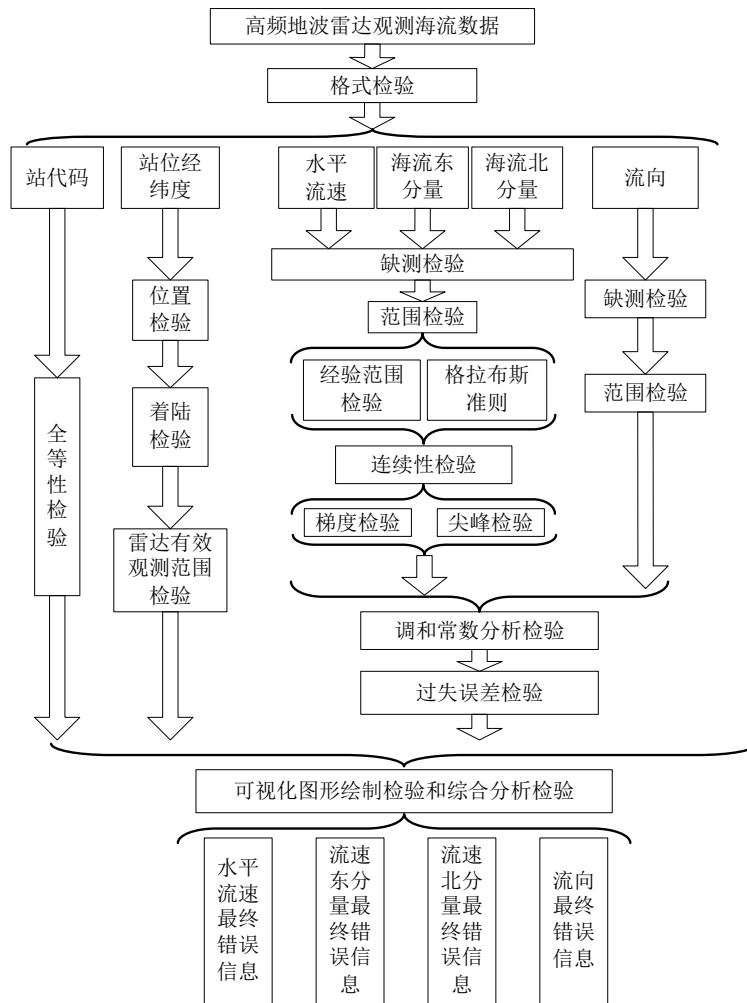 高频地波雷达观测海流数据
格式检验
站代码
站位经
纬度
水平
流速
海流东
分量
海流北
分量
流向
缺测检验
位置
检验
缺测检验
范围检验
经验范围
检验
格拉布斯
准则
范围检验
全
等
性
检
验
着陆
检验
连续性检验
梯度检验
尖峰检验
雷达有效
观测范围
检验
调和常数分析检验
过失误差检验
可视化图形绘制检验和综合分析检验
水平
流速
最终
错误
信息
流速
东分
量最
终错
误信
息
流速
北分
量最
终错
误信
息
流向
最终
错误
信息